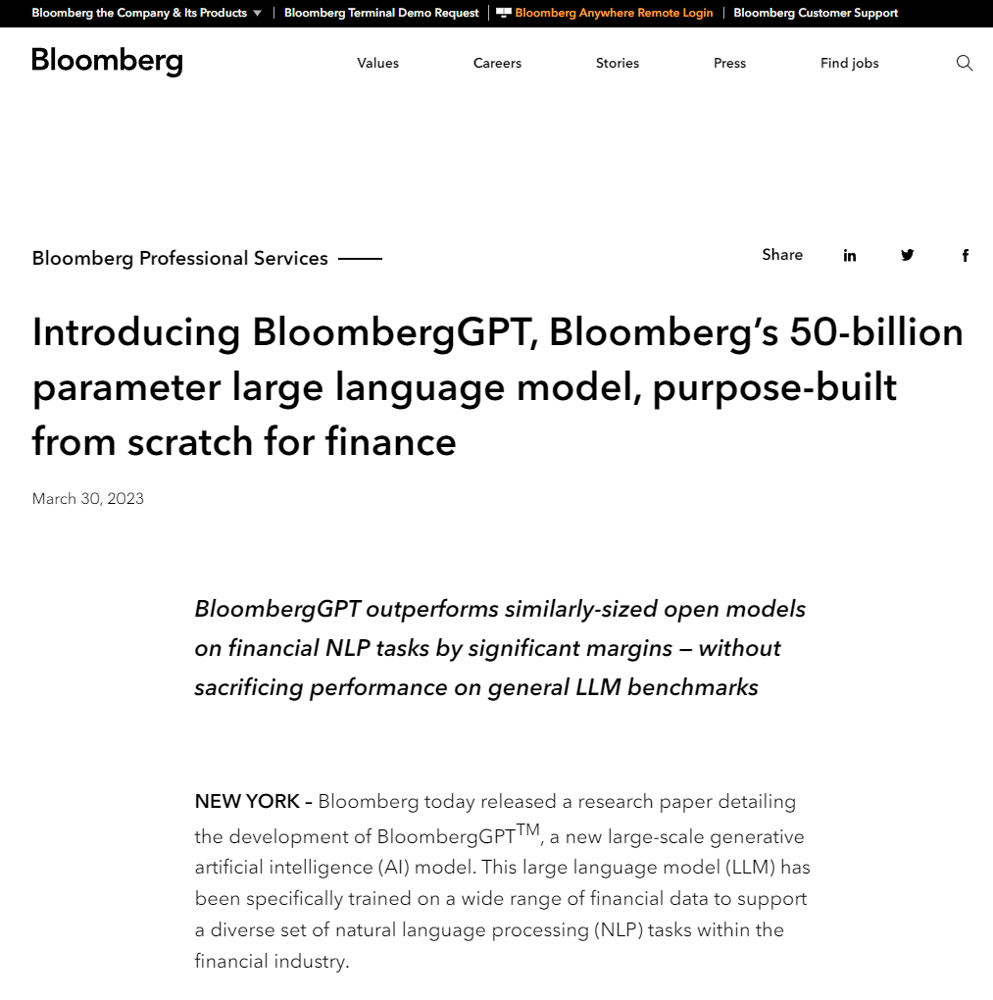 Bloomberg the Company & Its Products | Bloomberg Terminal Demo Request | Bloomberg Anywhere Remote Login | Bloomberg Customer Support
Bloomberg Values Careers Stories Press Find jobs
Bloomberg Professional Services
Share
Introducing BloombergGPT, Bloomberg’s 50-billion
parameter large language model, purpose-built
from scratch for finance
March 30, 2023
BloombergGPT outperforms similarly-sized open models
on financial NLP tasks by significant margins – without
sacrificing performance on general LLM benchmarks
NEW YORK – Bloomberg today released a research paper detailing
the development of BloombergGPTTM, a new large-scale generative
artificial intelligence (AI) model. This large language model (LLM) has
been specifically trained on a wide range of financial data to support
a diverse set of natural language processing (NLP) tasks within the
financial industry.